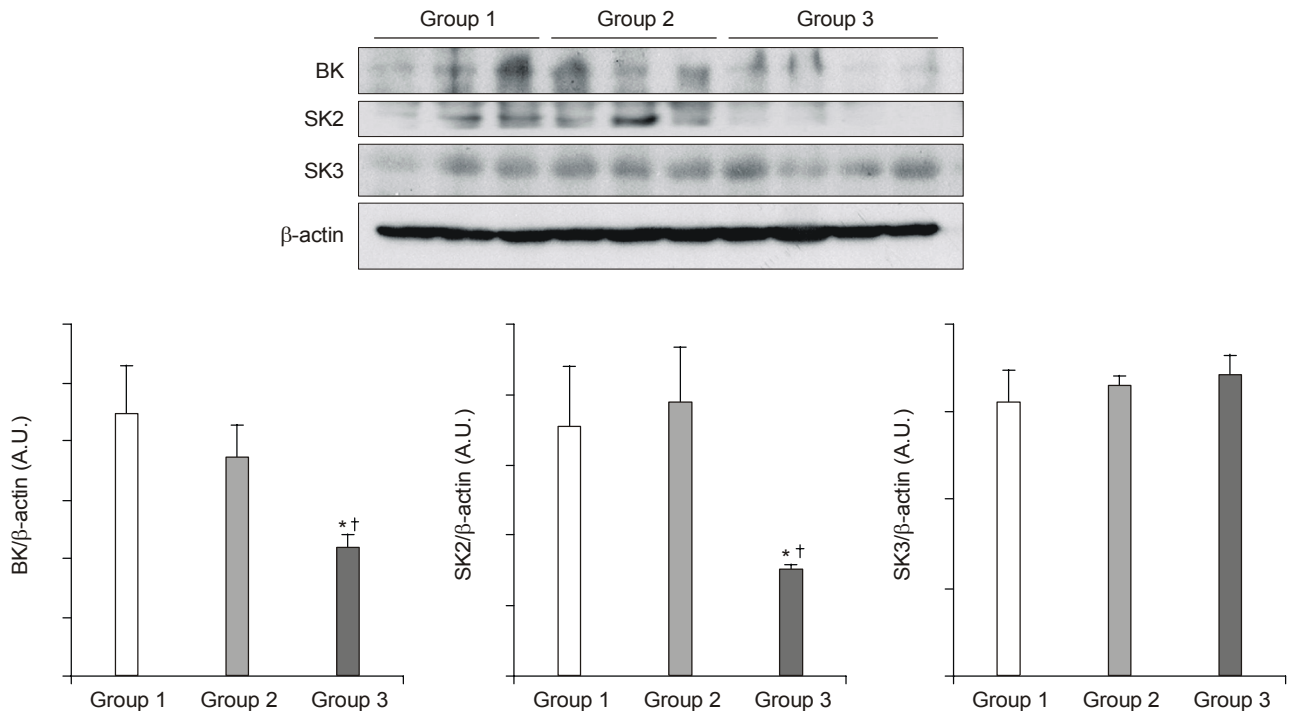 Group 1 Group 2 Group 3
BK
SK2
SK3
β-actin
BK/β-actin (A.U.)
*†
Group 1 Group 2 Group 3
SK2/β-actin (A.U.)
*†
Group 1 Group 2 Group 3
SK3/β-actin (A.U.)
Group 1 Group 2 Group 3